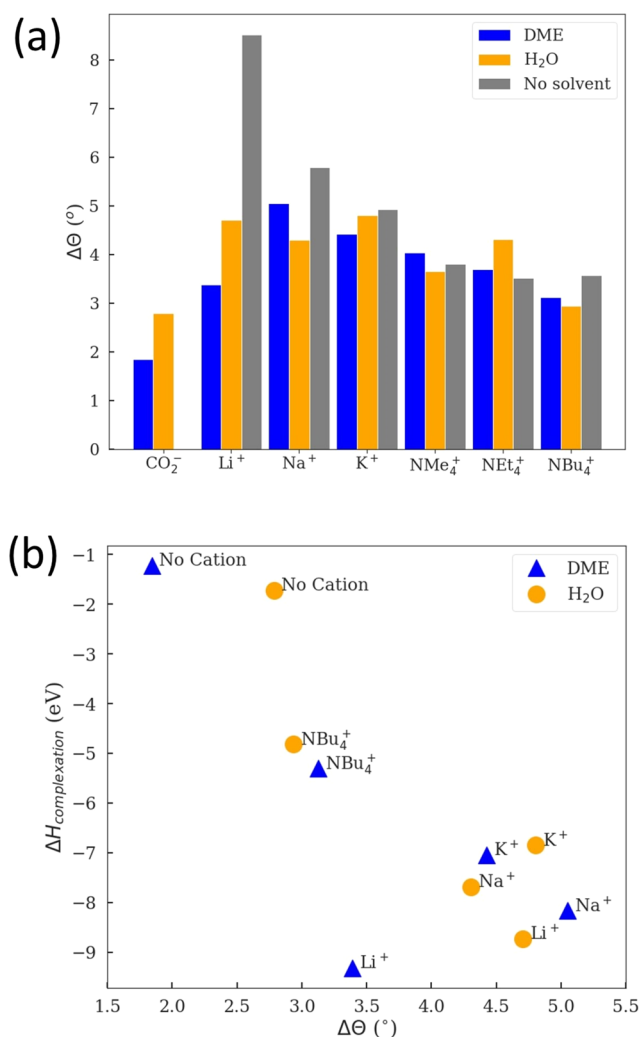 (a)
DME
H₂O
No solvent
ΔΘ (°)
8
7
6
5
4
3
2
1
0
CO₂⁻ Li⁺ Na⁺ K⁺ NMe₄⁺ NEt₄⁺ NBu₄⁺
(b)
DME
H₂O
ΔH_complexation (eV)
−1
−2
−3
−4
−5
−6
−7
−8
−9
No Cation
No Cation
NBu₄⁺
NBu₄⁺
K⁺
K⁺
Na⁺
Na⁺
Li⁺
Li⁺
1.5 2.0 2.5 3.0 3.5 4.0 4.5 5.0 5.5
ΔΘ (°)